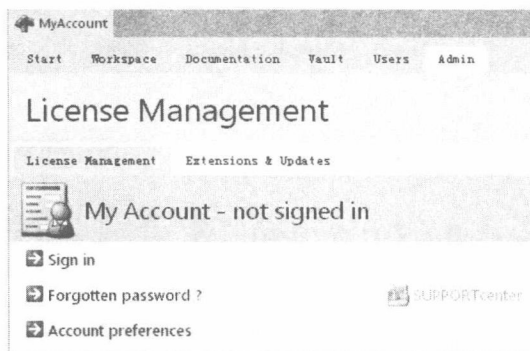 MyAccount
Start Workspace Documentation Vault Users Admin
License Management
License Management Extensions & Updates
My Account - not signed in
Sign in
Forgotten password ? SUPPORTcenter
Account preferences